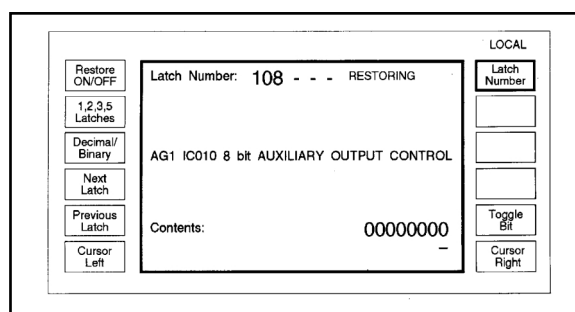 LOCAL
Restore
ON/OFF
1,2,3,5
Latches
Decimal/
Binary
Next
Latch
Previous
Latch
Cursor
Left
Latch Number: 108 - - - RESTORING
AG1 IC010 8 bit AUXILIARY OUTPUT CONTROL
Contents: 00000000
Latch
Number
Toggle
Bit
Cursor
Right